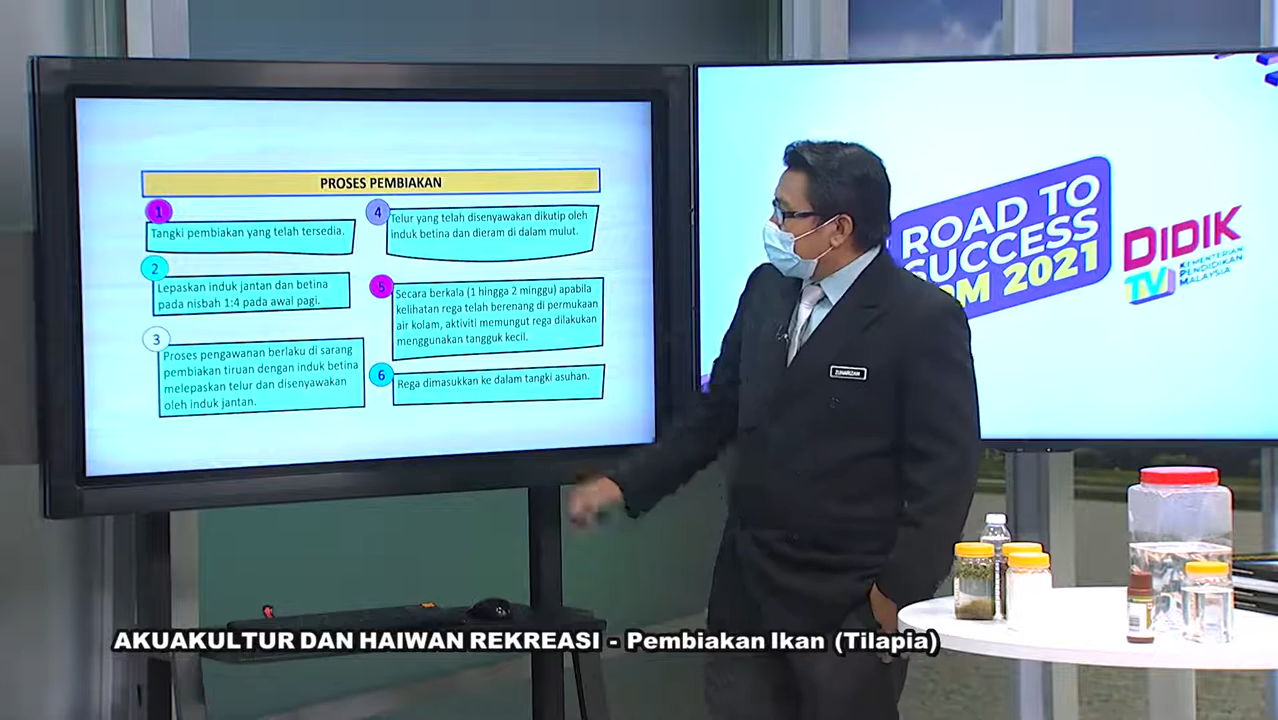 PROSES PEMBIAKAN
1
Tangki pembiakan yang telah tersedia.
2
Lepaskan induk jantan dan betina
pada nisbah 1:4 pada awal pagi.
3
Proses pengawanan berlaku di sarang
pembiakan tiruan dengan induk betina
melepaskan telur dan disenyawakan
oleh induk jantan.
4
Telur yang telah disenyawakan dikutip oleh
induk betina dan dieram di dalam mulut.
5
Secara berkala (1 hingga 2 minggu) apabila
kelihatan rega telah berenang di permukaan
air kolam, aktiviti memungut rega dilakukan
menggunakan tangguk kecil.
6
Rega dimasukkan ke dalam tangki asuhan.
ROAD TO
SUCCESS
PM 2021
DIDIK
TV
KEMENTERIAN
PENDIDIKAN
MALAYSIA
ZUHARIZAN
AKUAKULTUR DAN HAIWAN REKREASI - Pembiakan Ikan (Tilapia)